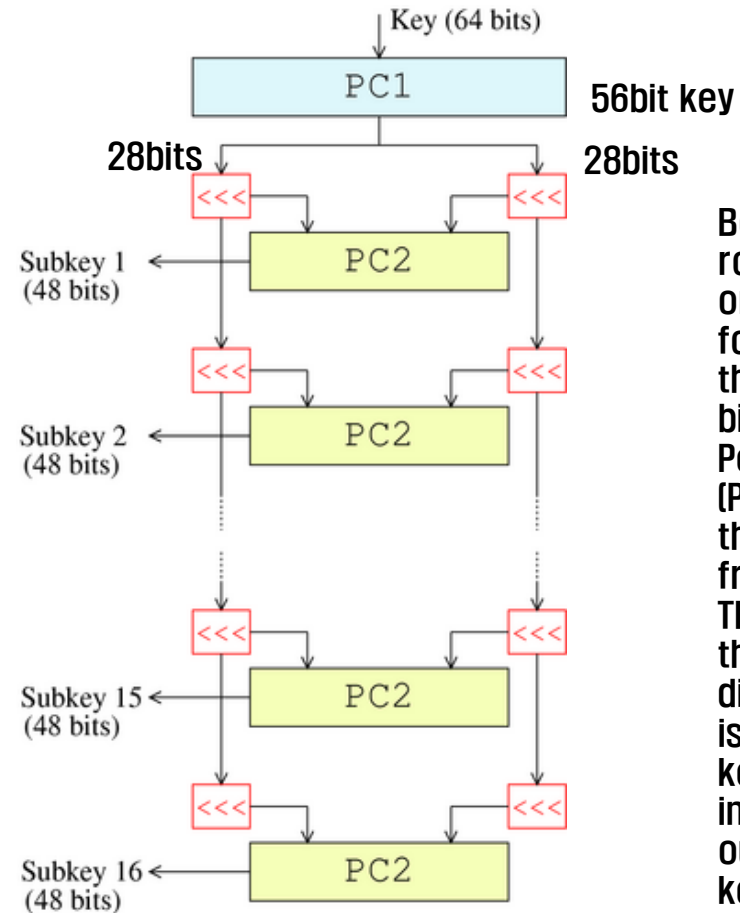 Key (64 bits)
PC1
56bit key
28bits
28bits
<<<
<<<
PC2
Subkey 1
(48 bits)
<<<
<<<
PC2
Subkey 2
(48 bits)
<<<
<<<
PC2
Subkey 15
(48 bits)
<<<
<<<
PC2
Subkey 16
(48 bits)